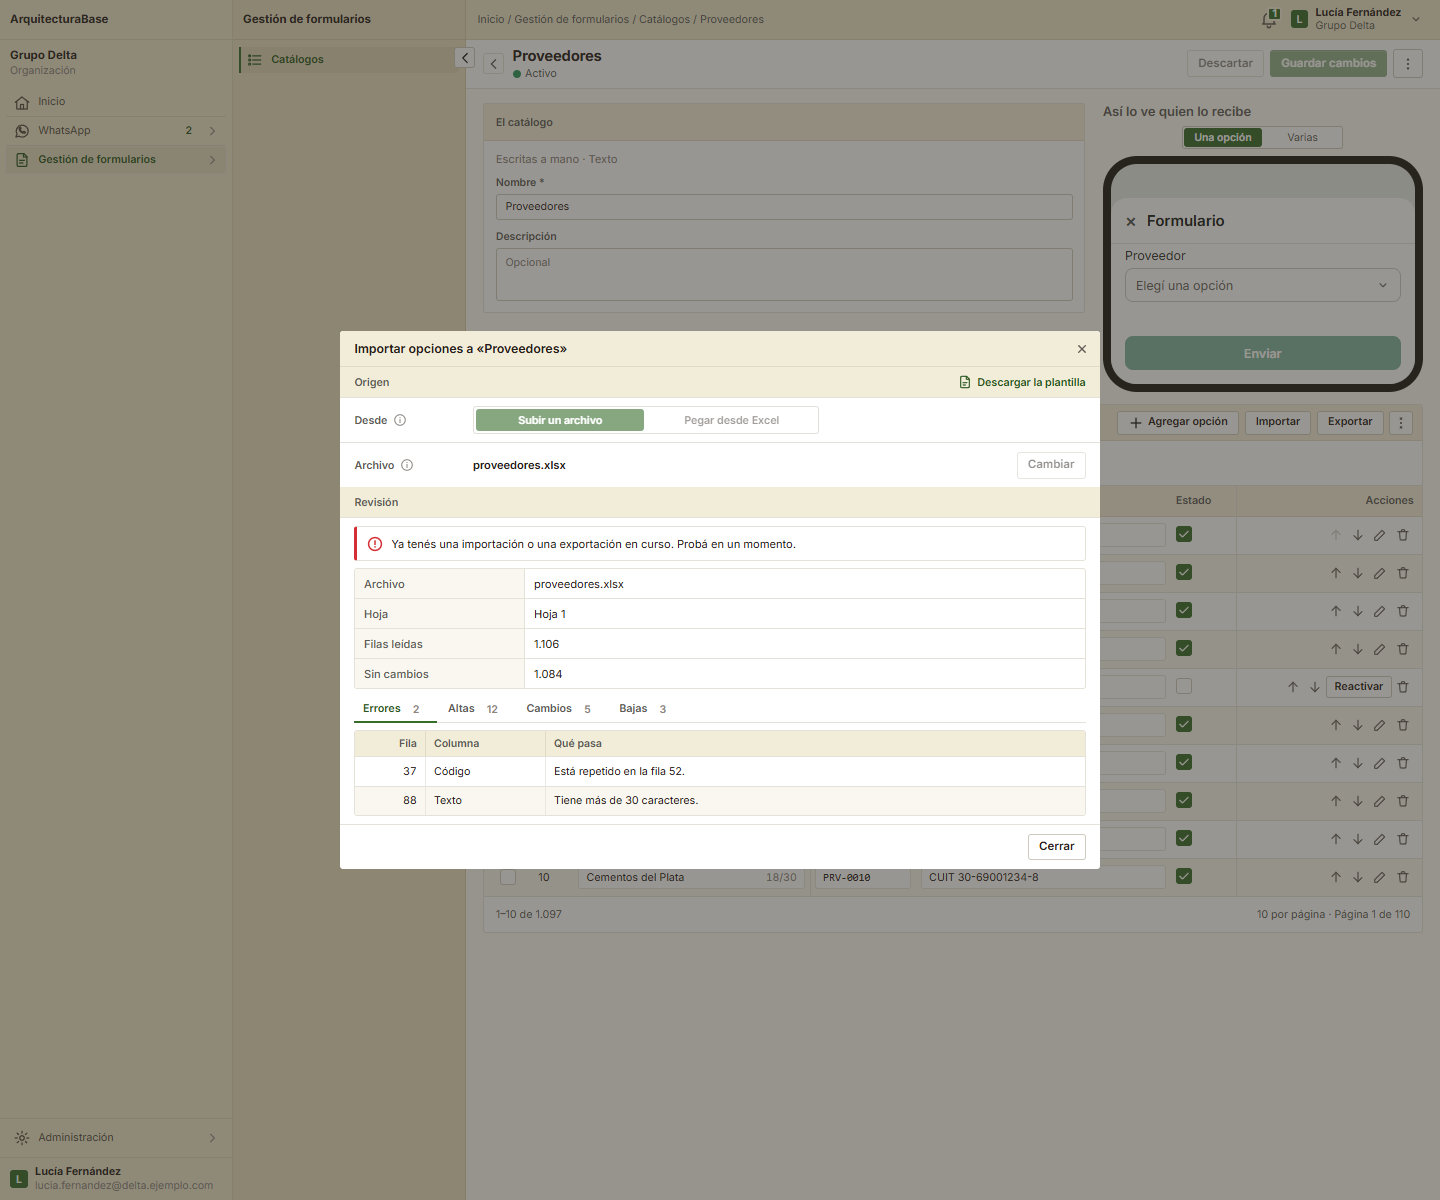 ArquitecturaBase
Grupo Delta
Organización
Inicio
WhatsApp 2
Gestión de formularios
Administración
L Lucía Fernández
lucia.fernandez@delta.ejemplo.com
Gestión de formularios
Catálogos
Inicio / Gestión de formularios / Catálogos / Proveedores
1
L Lucía Fernández
Grupo Delta
Proveedores
Activo
Descartar
Guardar cambios
El catálogo
Escritas a mano · Texto
Nombre *
Proveedores
Descripción
Opcional
Así lo ve quien lo recibe
Una opción Varias
Formulario
Proveedor
Elegí una opción
Enviar
Agregar opción Importar Exportar
Estado Acciones
Reactivar
10 Cementos del Plata 18/30 PRV-0010 CUIT 30-69001234-8
1–10 de 1.097 10 por página · Página 1 de 110
Importar opciones a «Proveedores»
Origen Descargar la plantilla
Desde Subir un archivo Pegar desde Excel
Archivo proveedores.xlsx Cambiar
Revisión
Ya tenés una importación o una exportación en curso. Probá en un momento.
Archivo proveedores.xlsx
Hoja Hoja 1
Filas leídas 1.106
Sin cambios 1.084
Errores 2 Altas 12 Cambios 5 Bajas 3
Fila Columna Qué pasa
37 Código Está repetido en la fila 52.
88 Texto Tiene más de 30 caracteres.
Cerrar